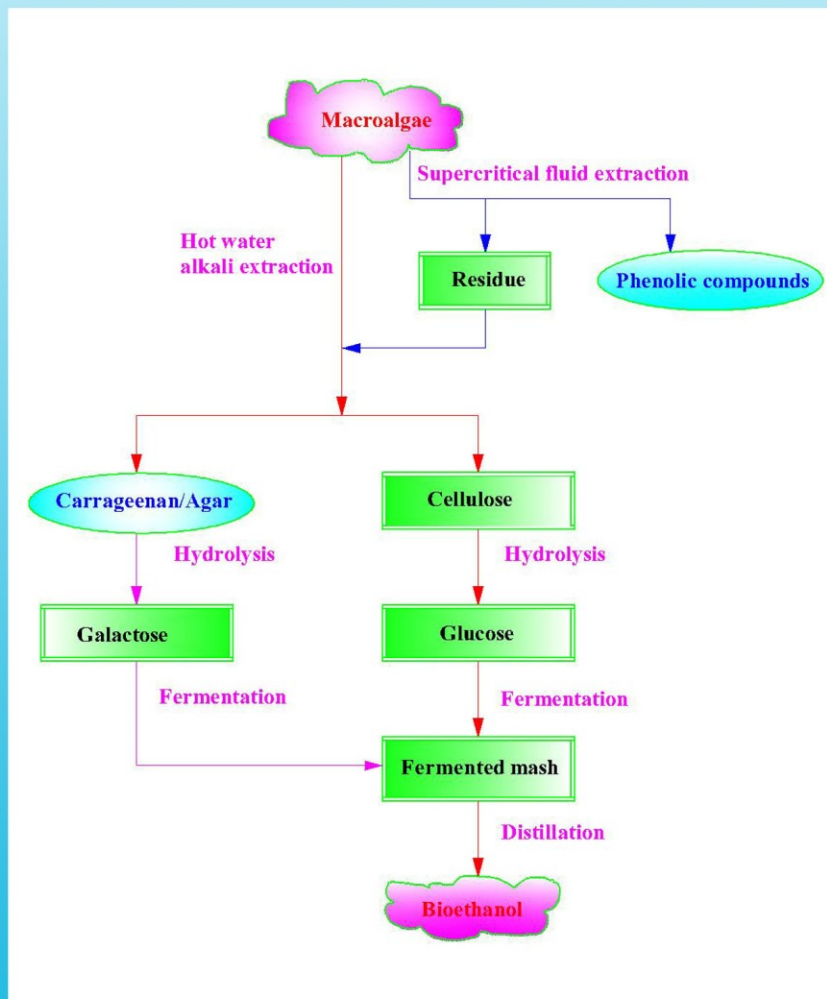 Macroalgae
Supercritical fluid extraction
Hot water
alkali extraction
Residue
Phenolic compounds
Carrageenan/Agar
Cellulose
Hydrolysis
Hydrolysis
Galactose
Glucose
Fermentation
Fermentation
Fermented mash
Distillation
Bioethanol